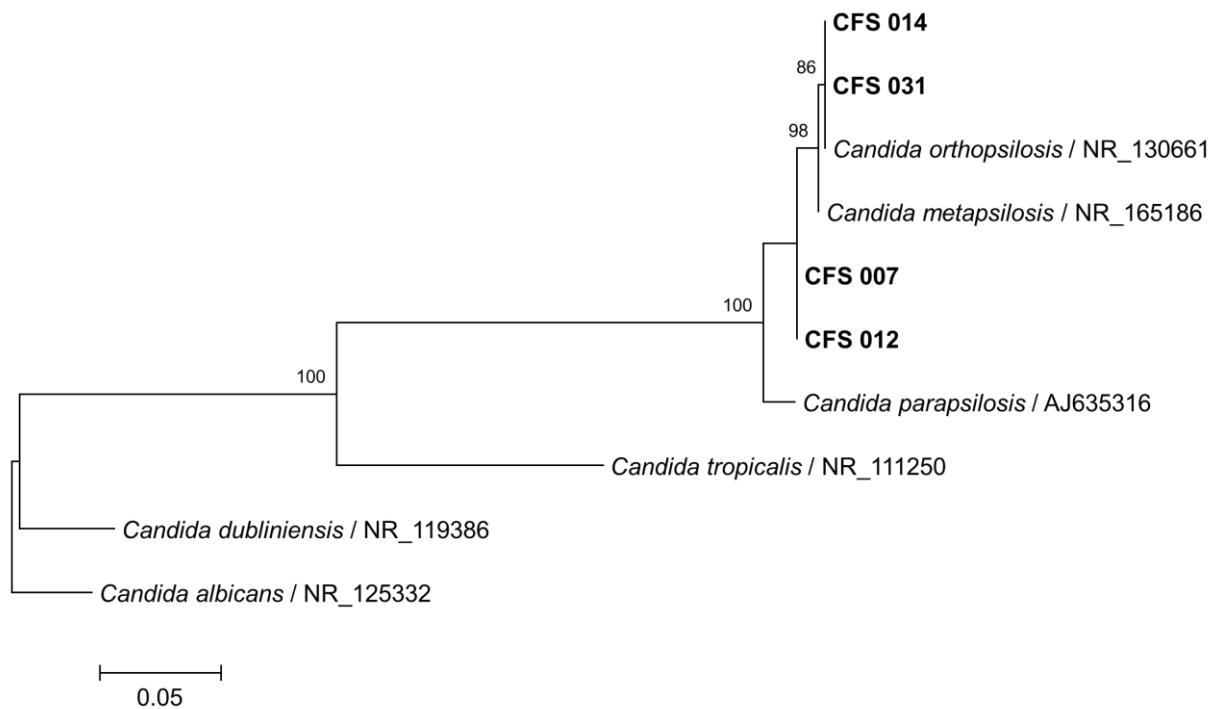 CFS 014
86
CFS 031
98
Candida orthopsilosis / NR_130661
Candida metapsilosis / NR_165186
CFS 007
100
CFS 012
100
Candida parapsilosis / AJ635316
Candida tropicalis / NR_111250
Candida dubliniensis / NR_119386
Candida albicans / NR_125332
0.05